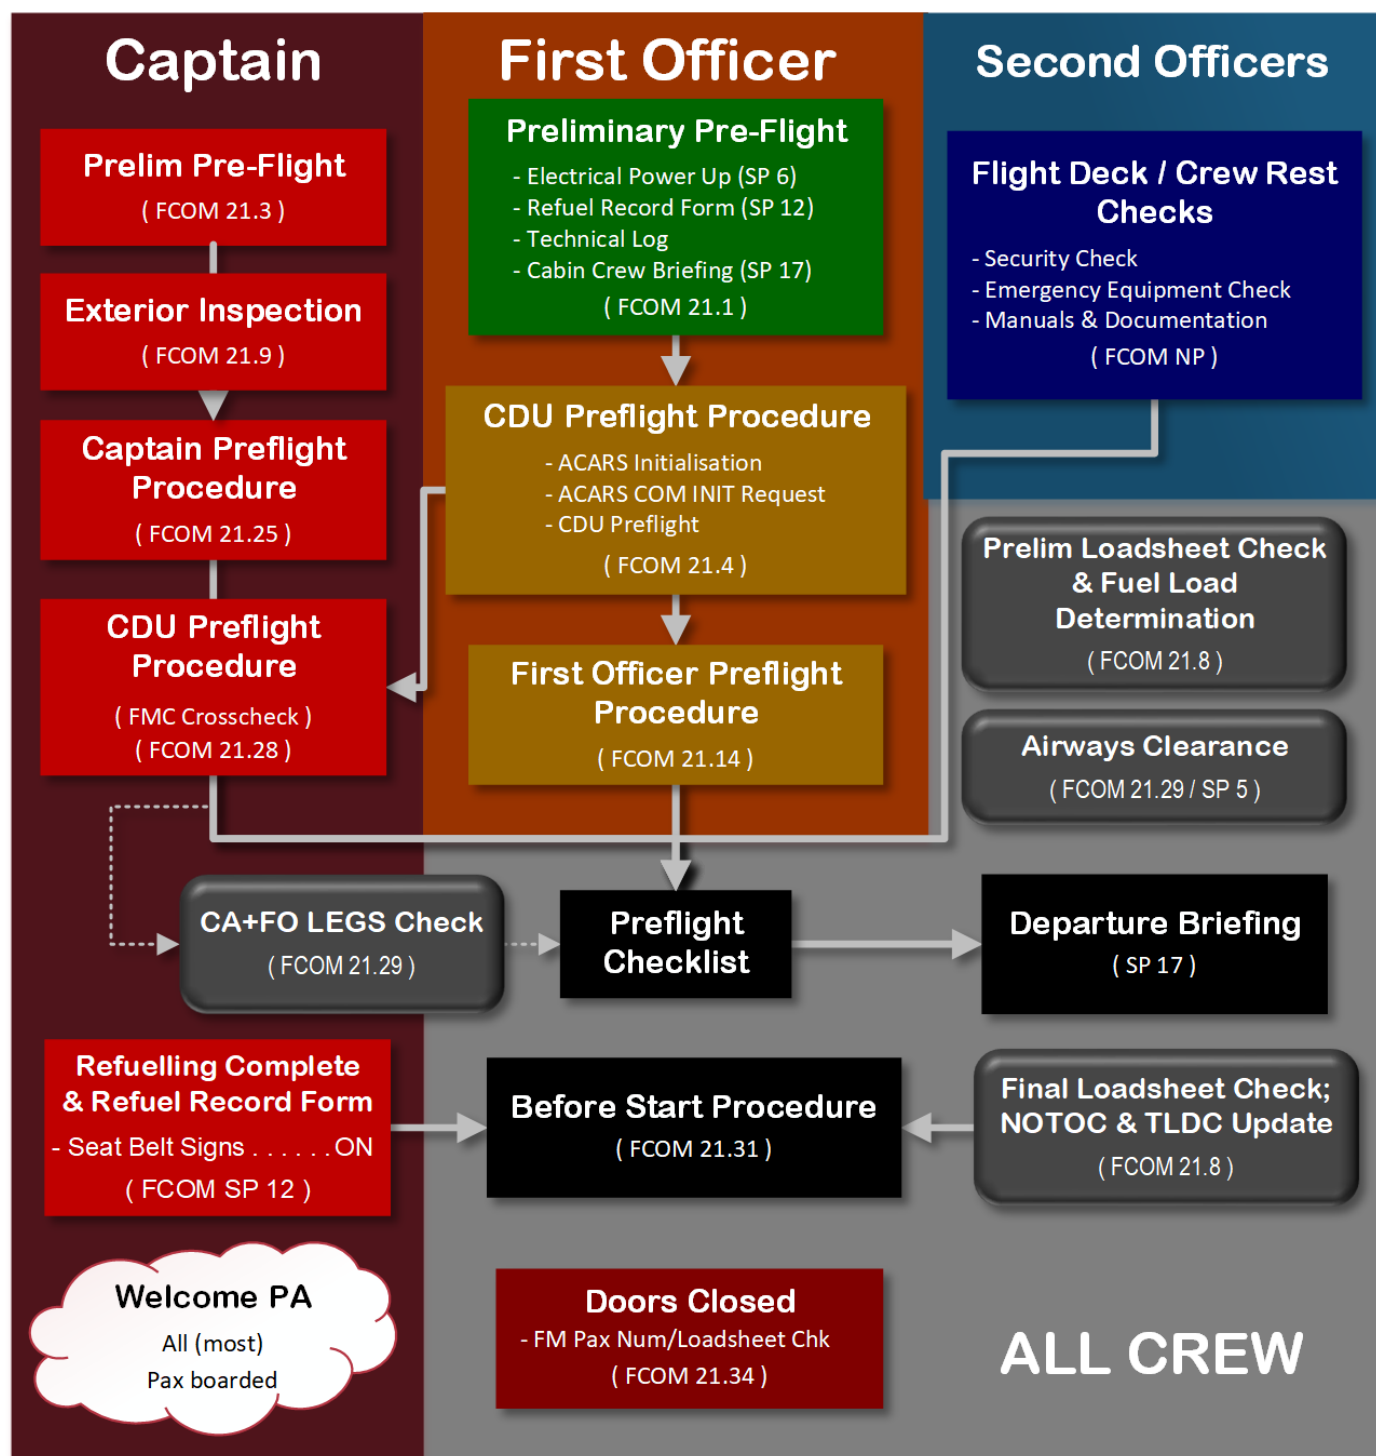 Captain
Prelim Pre-Flight
( FCOM 21.3 )
Exterior Inspection
( FCOM 21.9 )
Captain Preflight
Procedure
( FCOM 21.25 )
CDU Preflight
Procedure
( FMC Crosscheck )
( FCOM 21.28 )
First Officer
Preliminary Pre-Flight
- Electrical Power Up (SP 6)
- Refuel Record Form (SP 12)
- Technical Log
- Cabin Crew Briefing (SP 17)
( FCOM 21.1 )
CDU Preflight Procedure
- ACARS Initialisation
- ACARS COM INIT Request
- CDU Preflight
( FCOM 21.4 )
First Officer Preflight
Procedure
( FCOM 21.14 )
Second Officers
Flight Deck / Crew Rest
Checks
- Security Check
- Emergency Equipment Check
- Manuals & Documentation
( FCOM NP )
Prelim Loadsheet Check
& Fuel Load
Determination
( FCOM 21.8 )
Airways Clearance
( FCOM 21.29 / SP 5 )
CA+FO LEGS Check
( FCOM 21.29 )
Preflight
Checklist
Departure Briefing
( SP 17 )
Refuelling Complete
& Refuel Record Form
- Seat Belt Signs . . . . . . ON
( FCOM SP 12 )
Before Start Procedure
( FCOM 21.31 )
Final Loadsheet Check;
NOTOC & TLDC Update
( FCOM 21.8 )
Welcome PA
All (most)
Pax boarded
Doors Closed
- FM Pax Num/Loadsheet Chk
( FCOM 21.34 )
ALL CREW